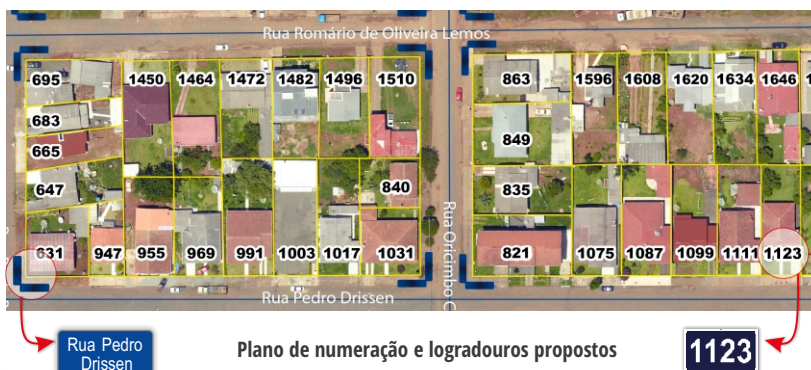 Rua Romário de Oliveira Lemos
695 1450 1464 1472 1482 1496 1510 863 1596 1608 1620 1634 1646
683
665 849
647 840 835
631 947 955 969 991 1003 1017 1031 821 1075 1087 1099 1111 1123
Rua Oricimbo C
Rua Pedro Drissen
Rua Pedro
Drissen
Plano de numeração e logradouros propostos
1123